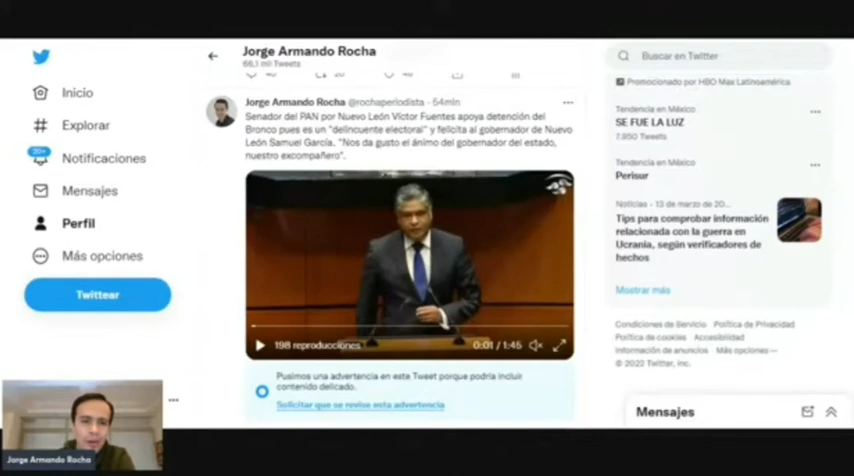 Jorge Armando Rocha
66,1 mil Tweets
Buscar en Twitter
Promocionado por HBO Max Latinoamérica
Inicio
Explorar
20+
Notificaciones
Mensajes
Perfil
Más opciones
Twittear
Jorge Armando Rocha @rochaperiodista · 54min
Senador del PAN por Nuevo León Víctor Fuentes apoya detención del
Bronco pues es un "delincuente electoral" y felicita al gobernador de Nuevo
León Samuel García. "Nos da gusto el ánimo del gobernador del estado,
nuestro excompañero".
198 reproducciones
0:01 / 1:45
Pusimos una advertencia en este Tweet porque podría incluir
contenido delicado.
Solicitar que se revise esta advertencia
Tendencia en México
SE FUE LA LUZ
7.950 Tweets
Tendencia en México
Perisur
Noticias · 13 de marzo de 20...
Tips para comprobar información
relacionada con la guerra en
Ucrania, según verificadores de
hechos
Mostrar más
Condiciones de Servicio Política de Privacidad
Política de cookies Accesibilidad
Información de anuncios Más opciones
© 2022 Twitter, Inc.
Mensajes
Jorge Armando Rocha